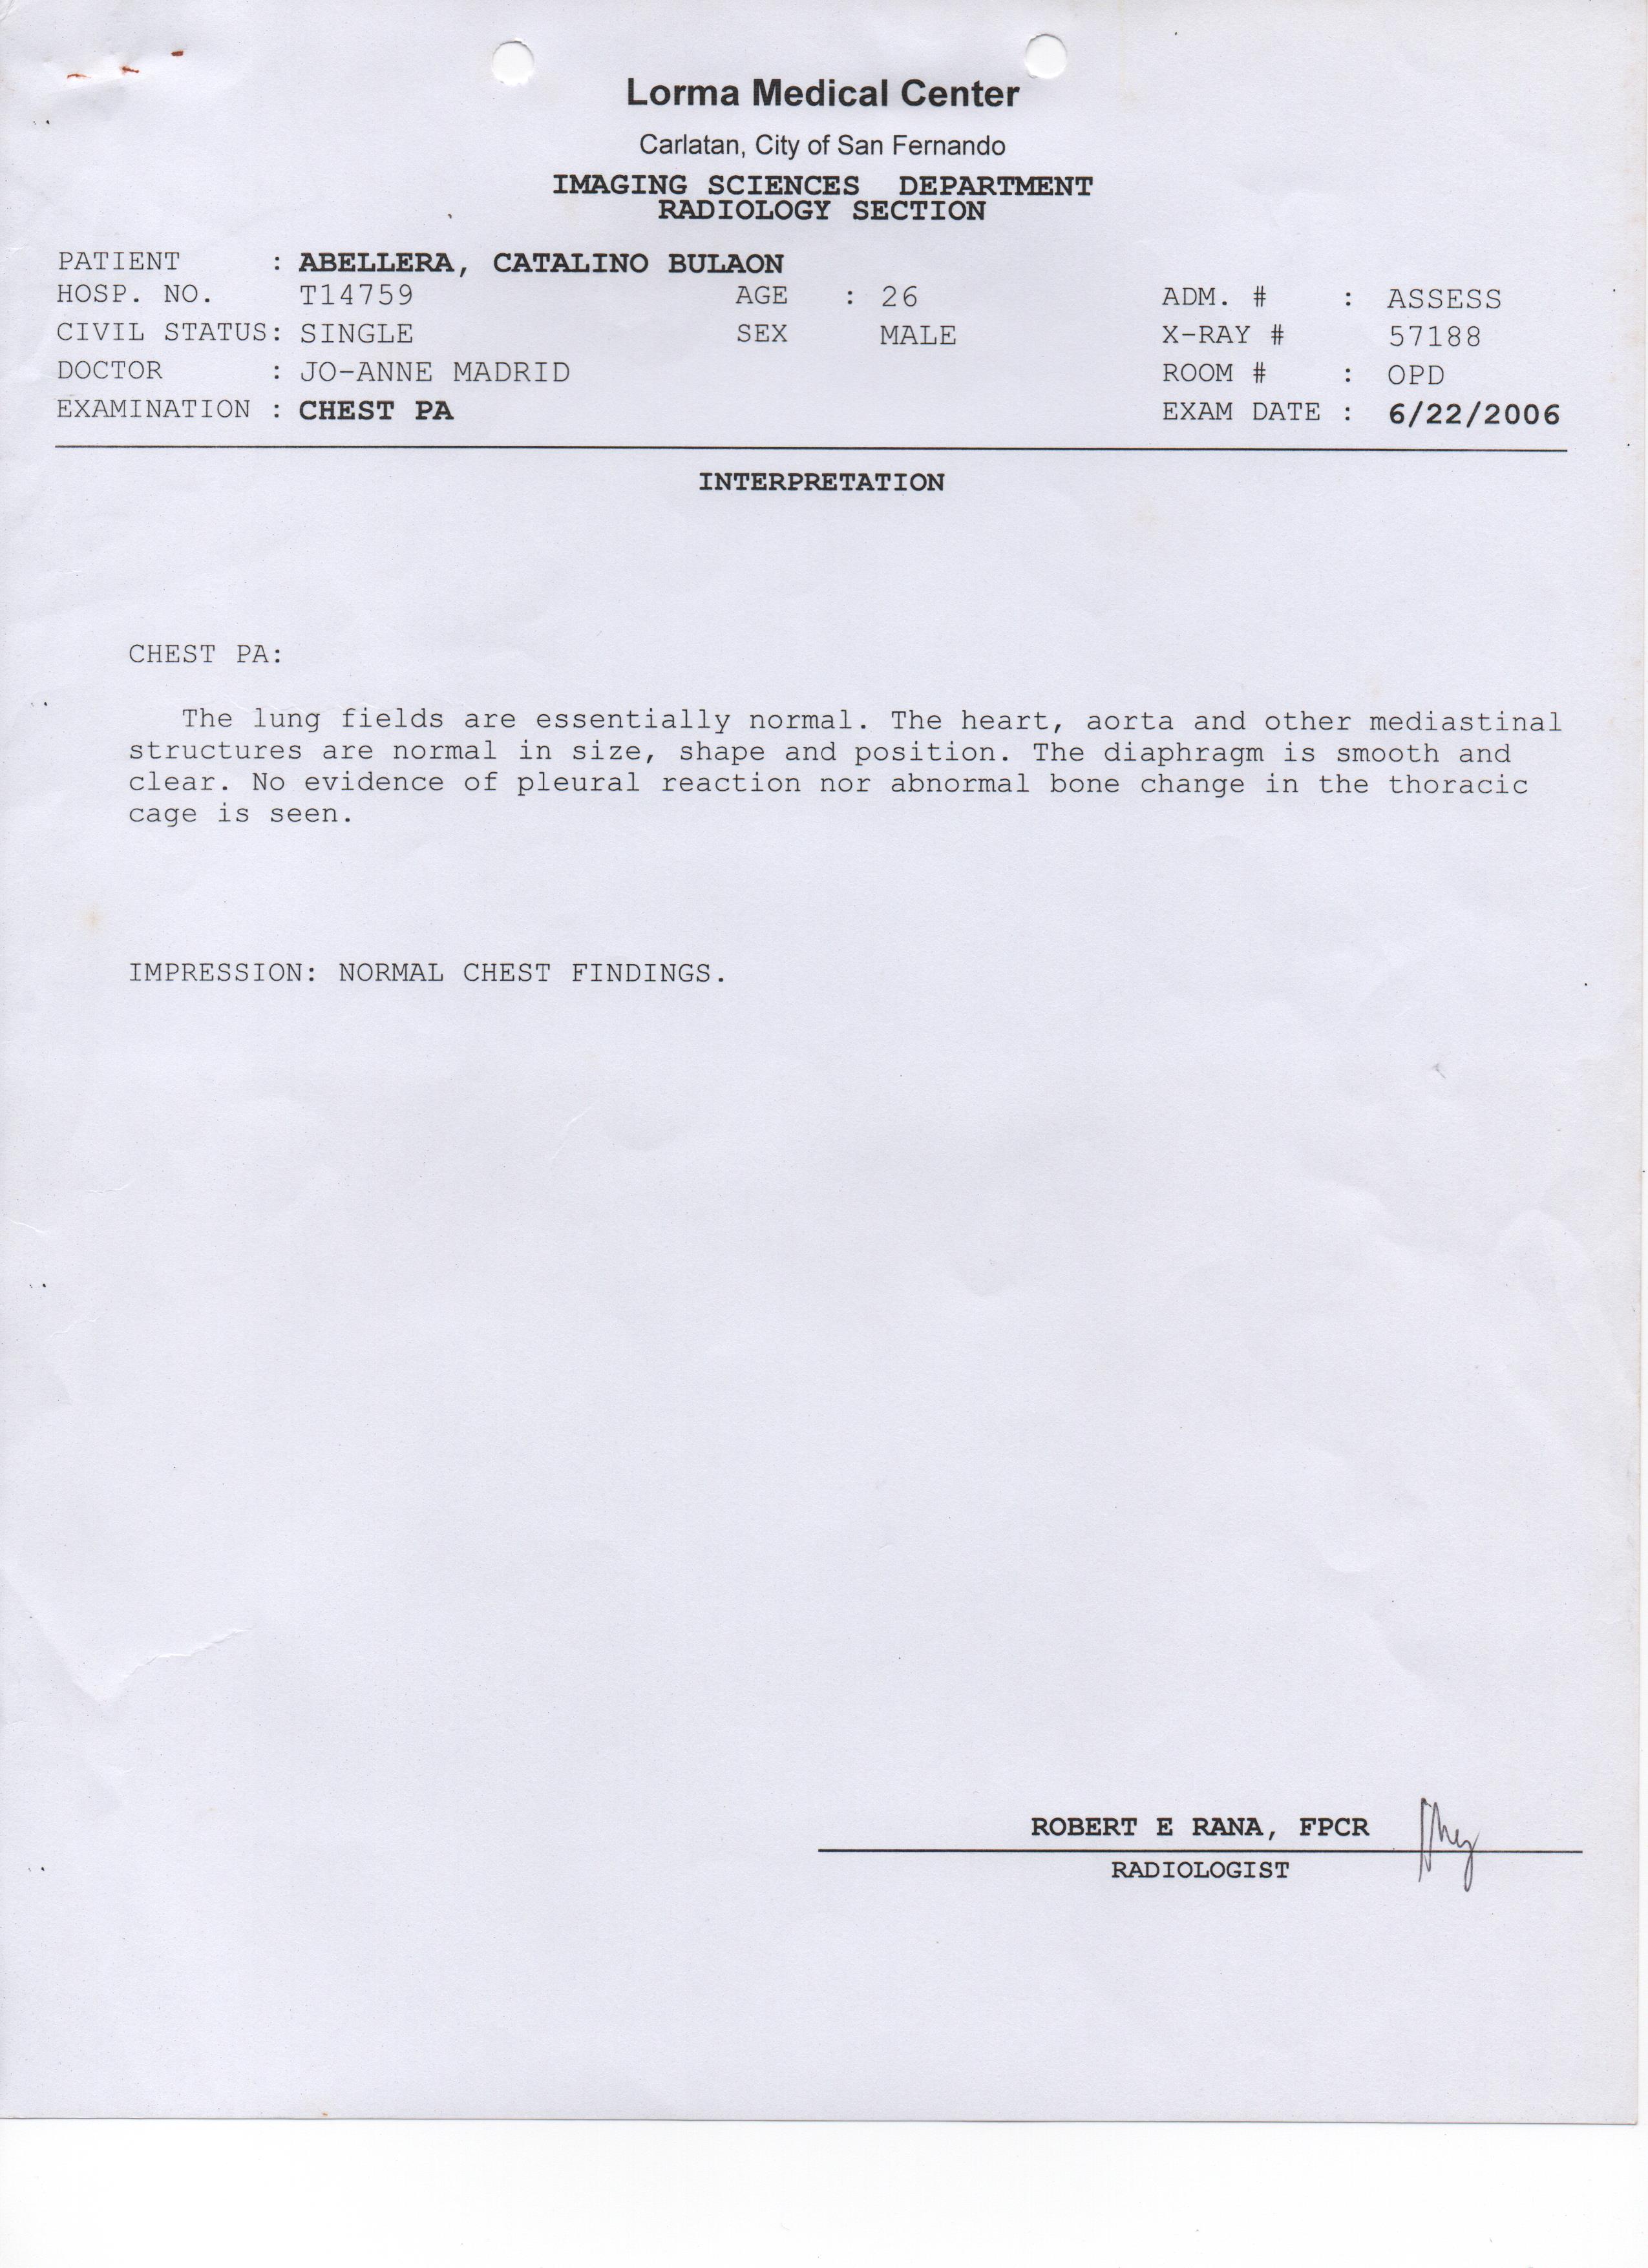 Lorma Medical Center
Carlatan, City of San Fernando
IMAGING SCIENCES DEPARTMENT
RADIOLOGY SECTION
PATIENT : ABELLERA, CATALINO BULAON
HOSP. NO. T14759 AGE : 26 ADM. # : ASSESS
CIVIL STATUS: SINGLE SEX MALE X-RAY # 57188
DOCTOR : JO-ANNE MADRID ROOM # : OPD
EXAMINATION : CHEST PA EXAM DATE : 6/22/2006
INTERPRETATION
CHEST PA:
The lung fields are essentially normal. The heart, aorta and other mediastinal
structures are normal in size, shape and position. The diaphragm is smooth and
clear. No evidence of pleural reaction nor abnormal bone change in the thoracic
cage is seen.
IMPRESSION: NORMAL CHEST FINDINGS.
ROBERT E RANA, FPCR
RADIOLOGIST